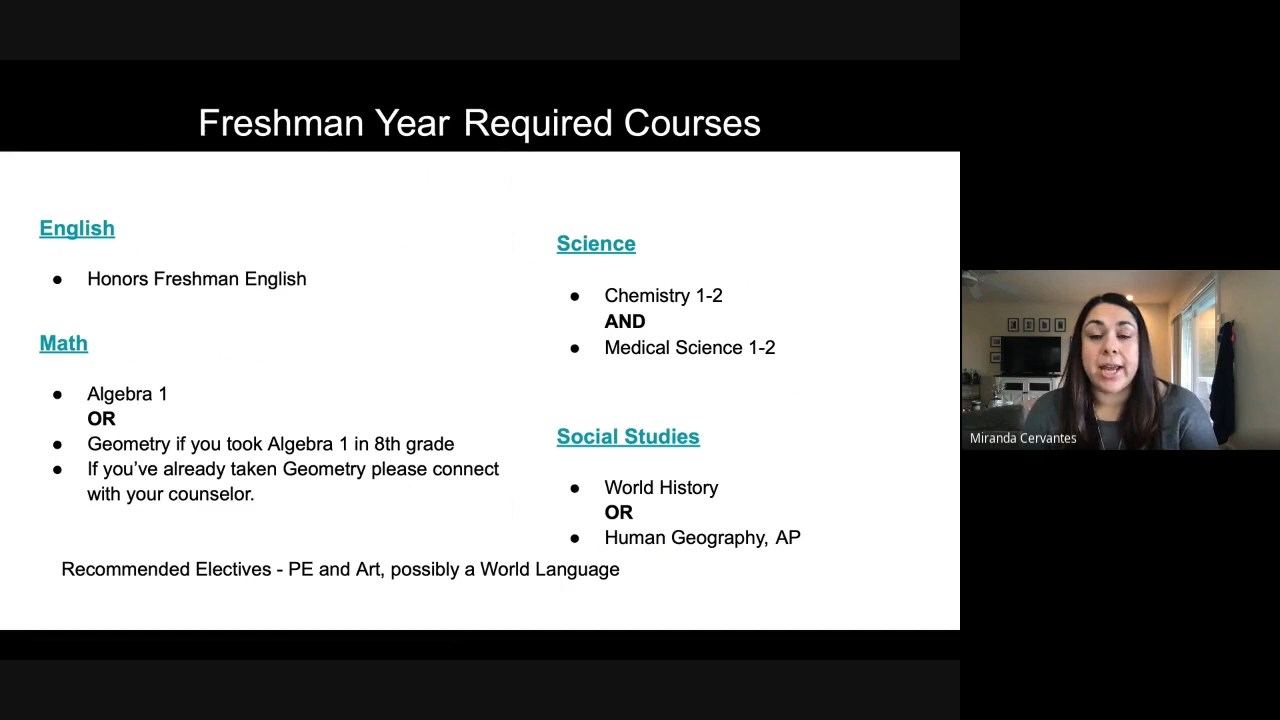 Freshman Year Required Courses
English
● Honors Freshman English
Math
● Algebra 1
OR
● Geometry if you took Algebra 1 in 8th grade
● If you’ve already taken Geometry please connect
with your counselor.
Science
● Chemistry 1-2
AND
● Medical Science 1-2
Social Studies
● World History
OR
● Human Geography, AP
Recommended Electives - PE and Art, possibly a World Language
Miranda Cervantes